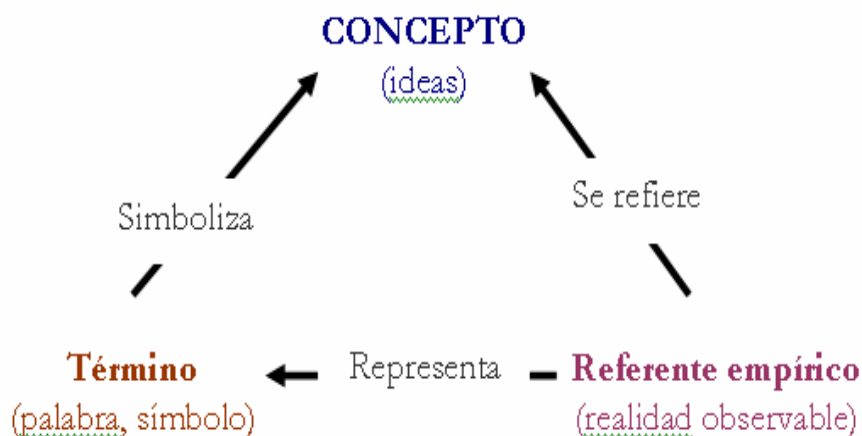 CONCEPTO
(ideas)
Simboliza
Se refiere
Término
Representa
Referente empírico
(palabra, símbolo)
(realidad observable)